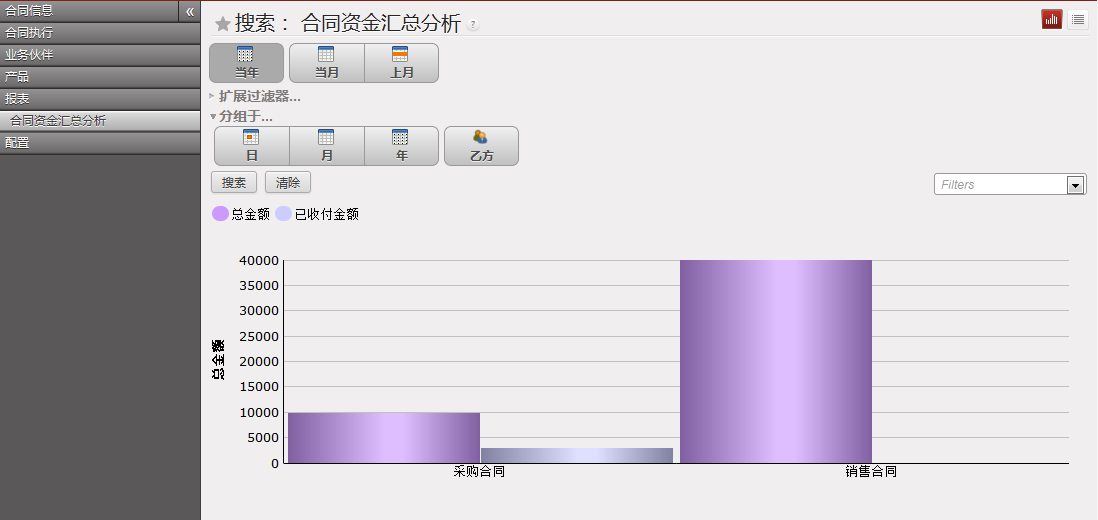 合同信息 «
合同执行
业务伙伴
产品
报表
合同资金汇总分析
配置
搜索： 合同资金汇总分析 ?
当年 当月 上月
扩展过滤器...
分组于...
日 月 年 乙方
搜索 清除
Filters
总金额 已收付金额
40000
35000
30000
25000
20000
15000
10000
5000
0
总金额
采购合同 销售合同